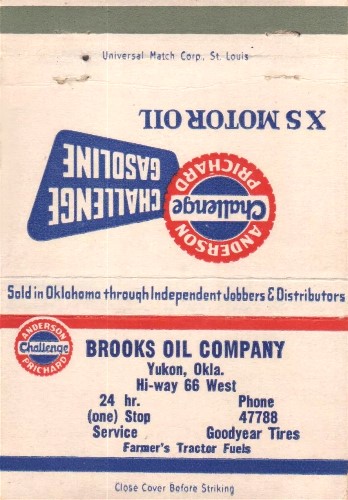 Universal Match Corp., St. Louis
X S MOTOR OIL
ANDERSON
Challenge
PRICHARD
CHALLENGE
GASOLINE
Sold in Oklahoma through Independent Jobbers & Distributors
ANDERSON
Challenge
PRICHARD
BROOKS OIL COMPANY
Yukon, Okla.
Hi-way 66 West
24 hr. Phone
(one) Stop 47788
Service Goodyear Tires
Farmer's Tractor Fuels
Close Cover Before Striking